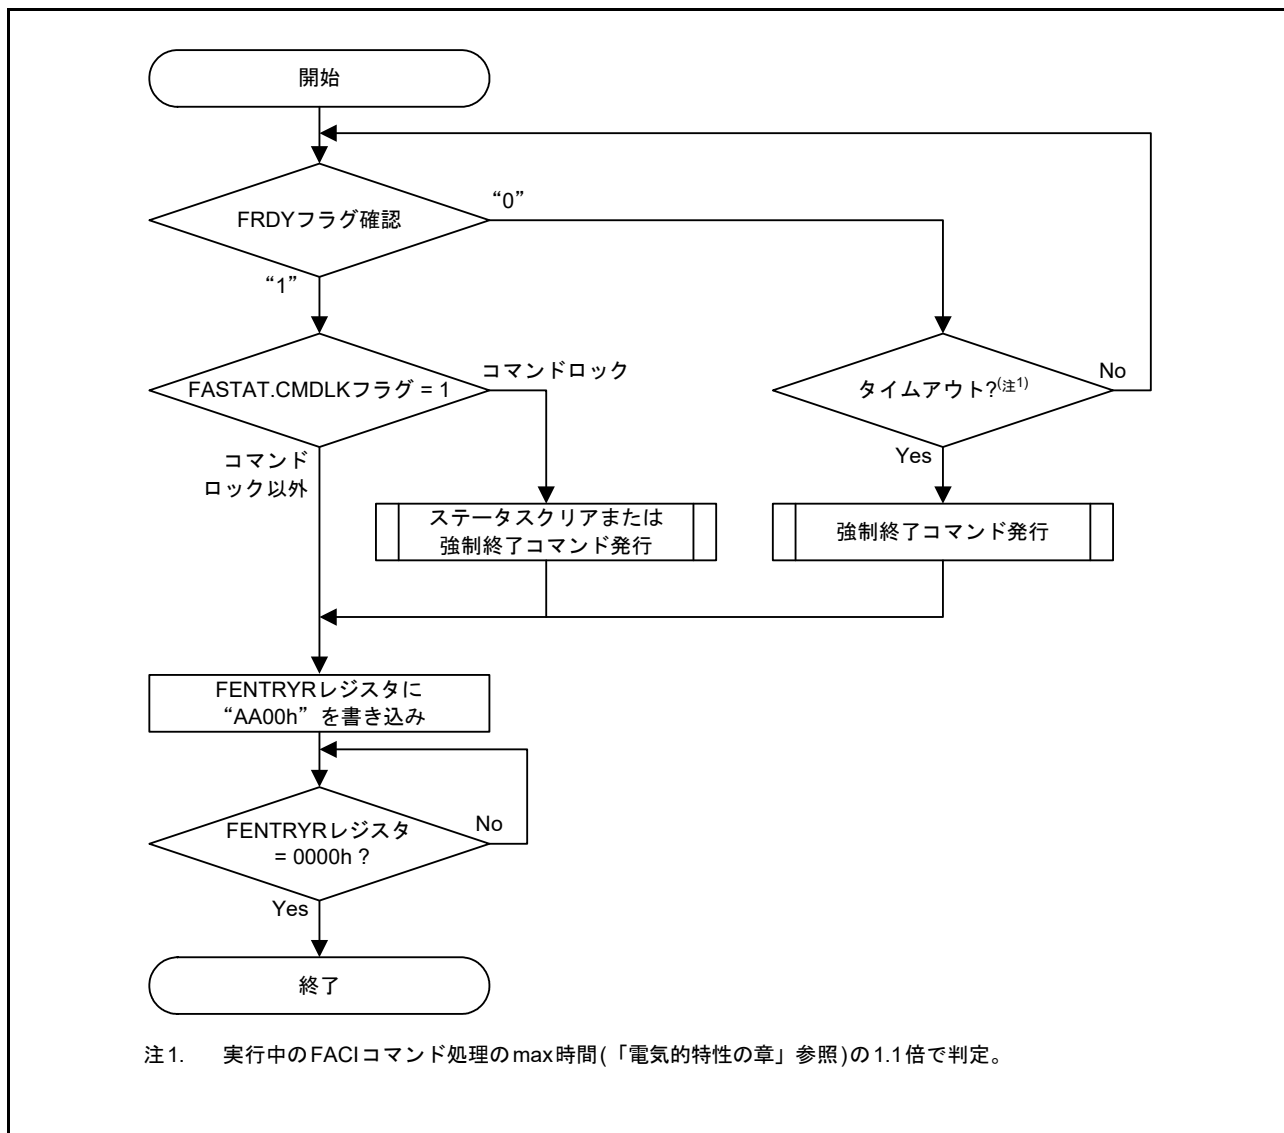 開始
FRDYフラグ確認
“0”
“1”
FASTAT.CMDLKフラグ = 1
コマンドロック
タイムアウト?(注1)
No
コマンド
ロック以外
Yes
ステータスクリアまたは
強制終了コマンド発行
強制終了コマンド発行
FENTRYRレジスタに
“AA00h”を書き込み
FENTRYRレジスタ
= 0000h ?
No
Yes
終了
注1. 実行中のFACIコマンド処理のmax時間(「電気的特性の章」参照)の1.1倍で判定。